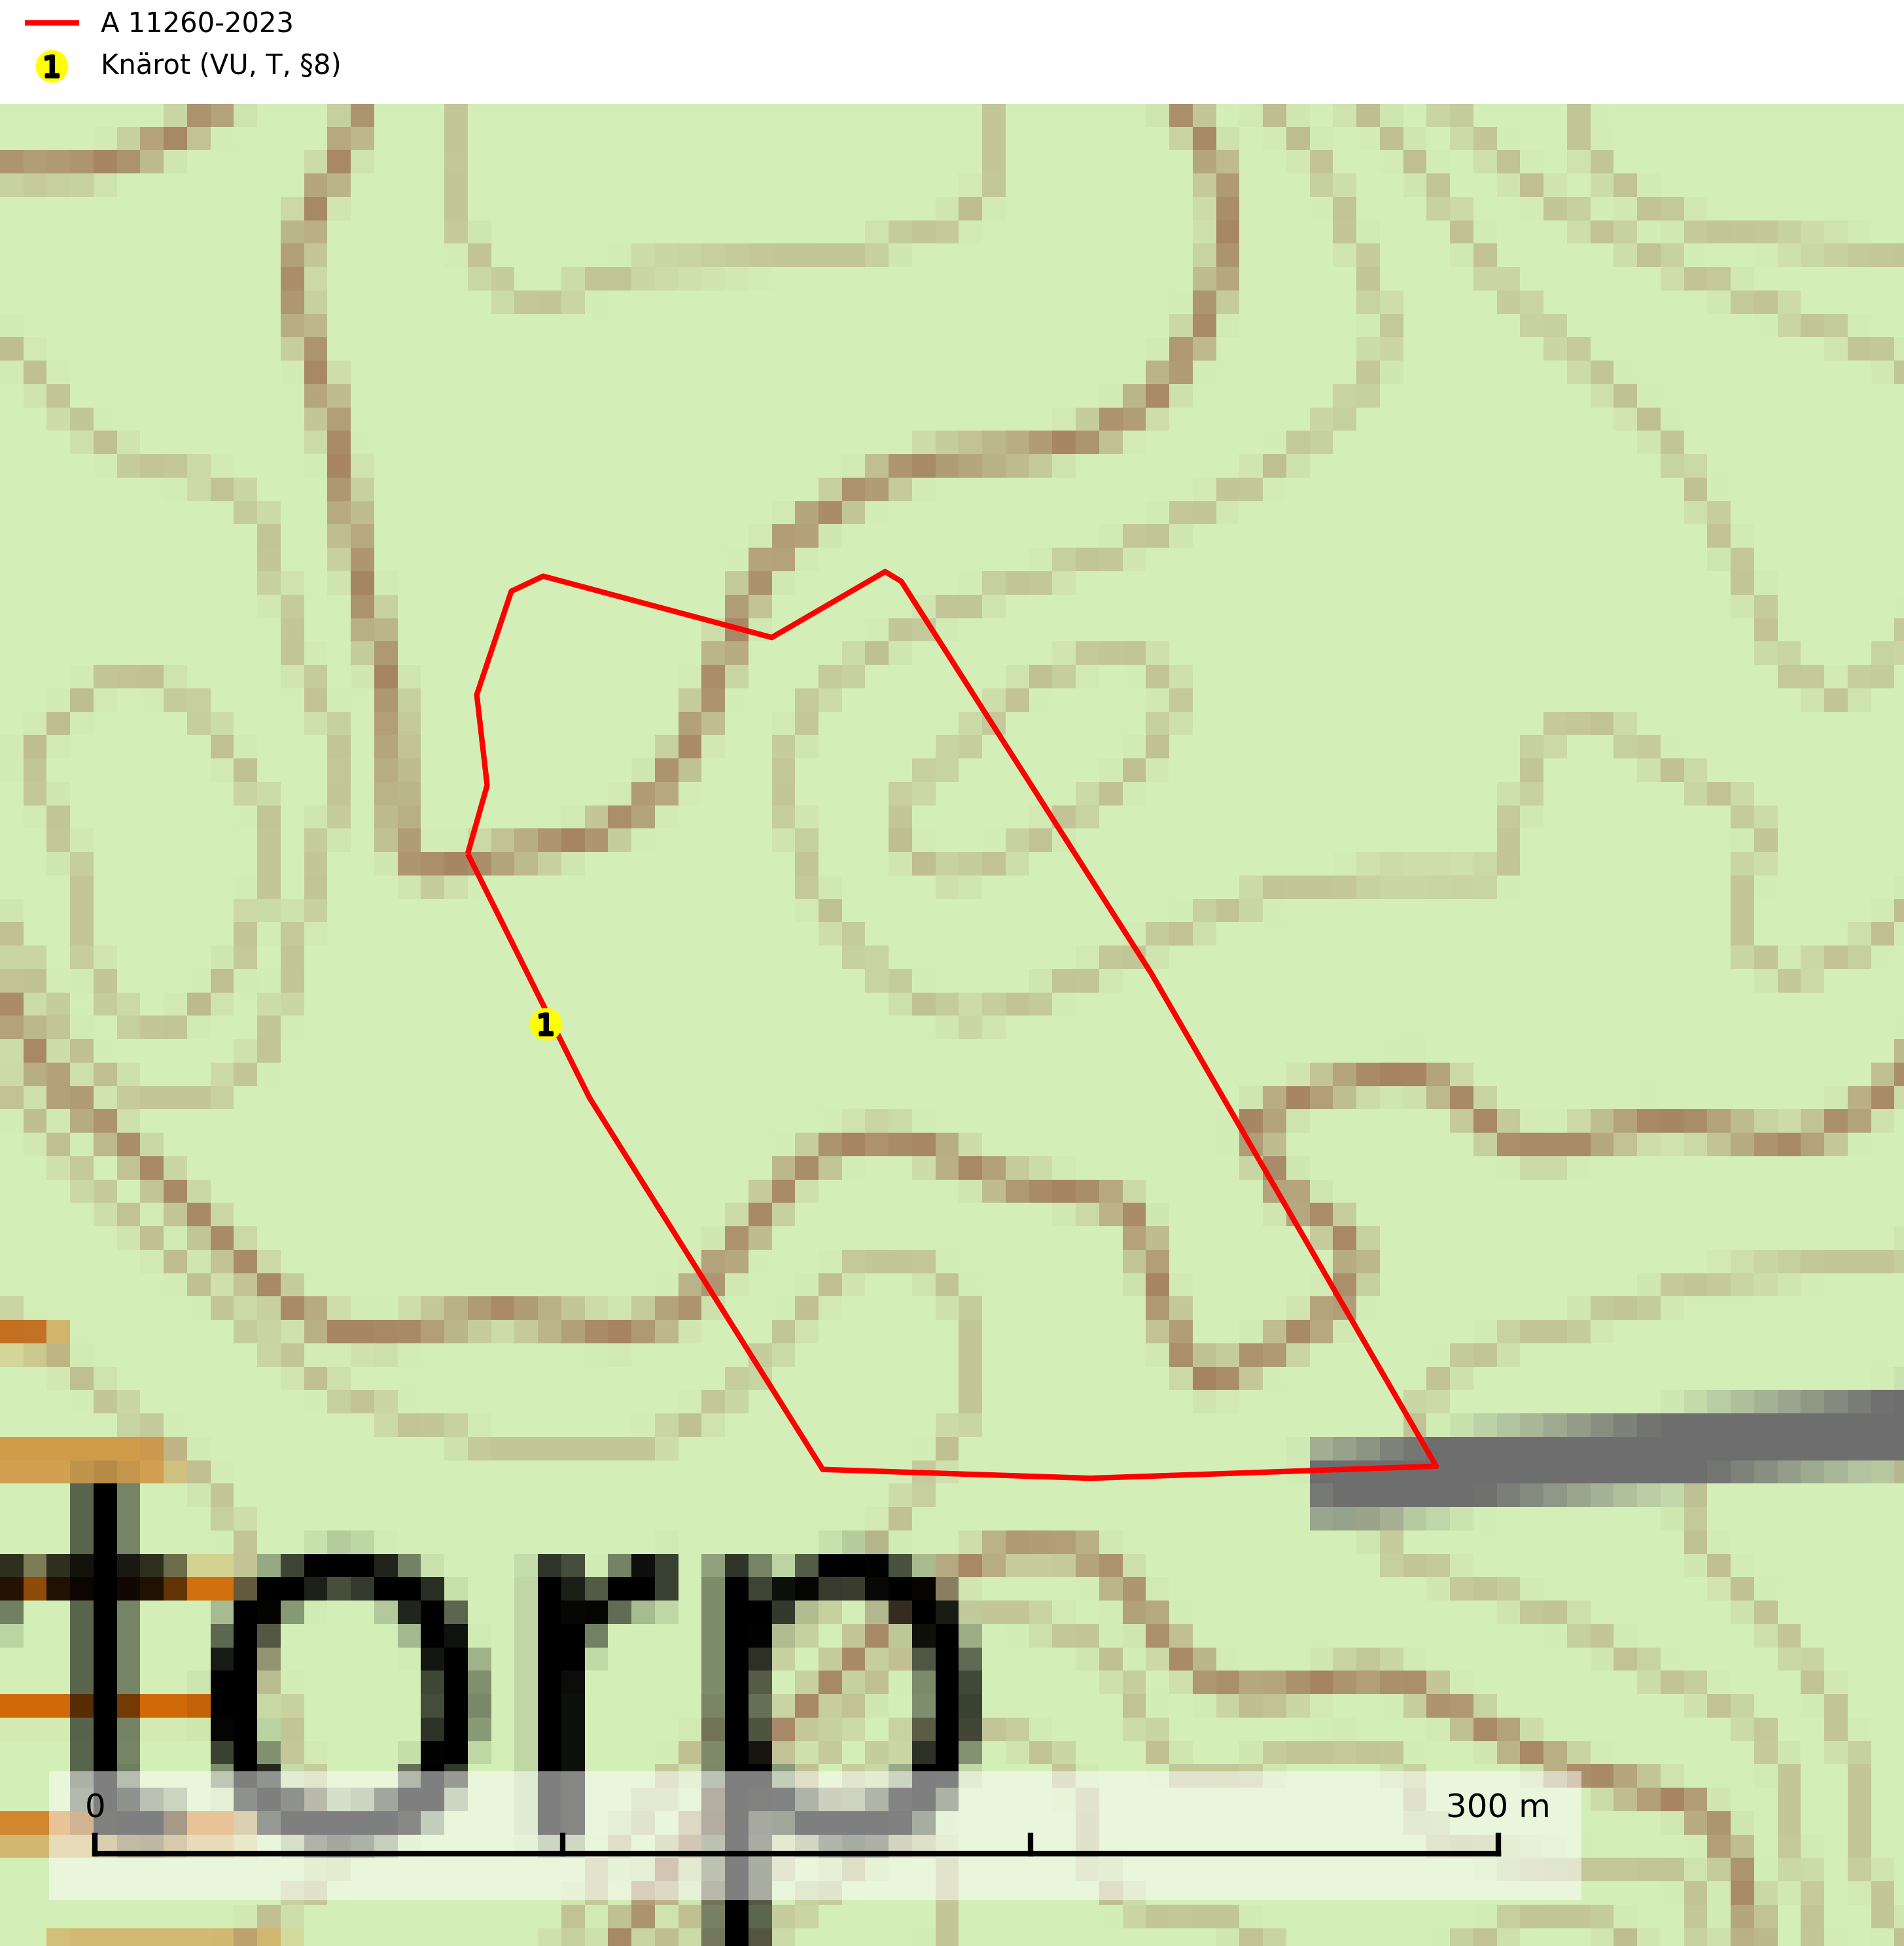 A 11260-2023
1 Knärot (VU, T, §8)
1
torp
0 300 m